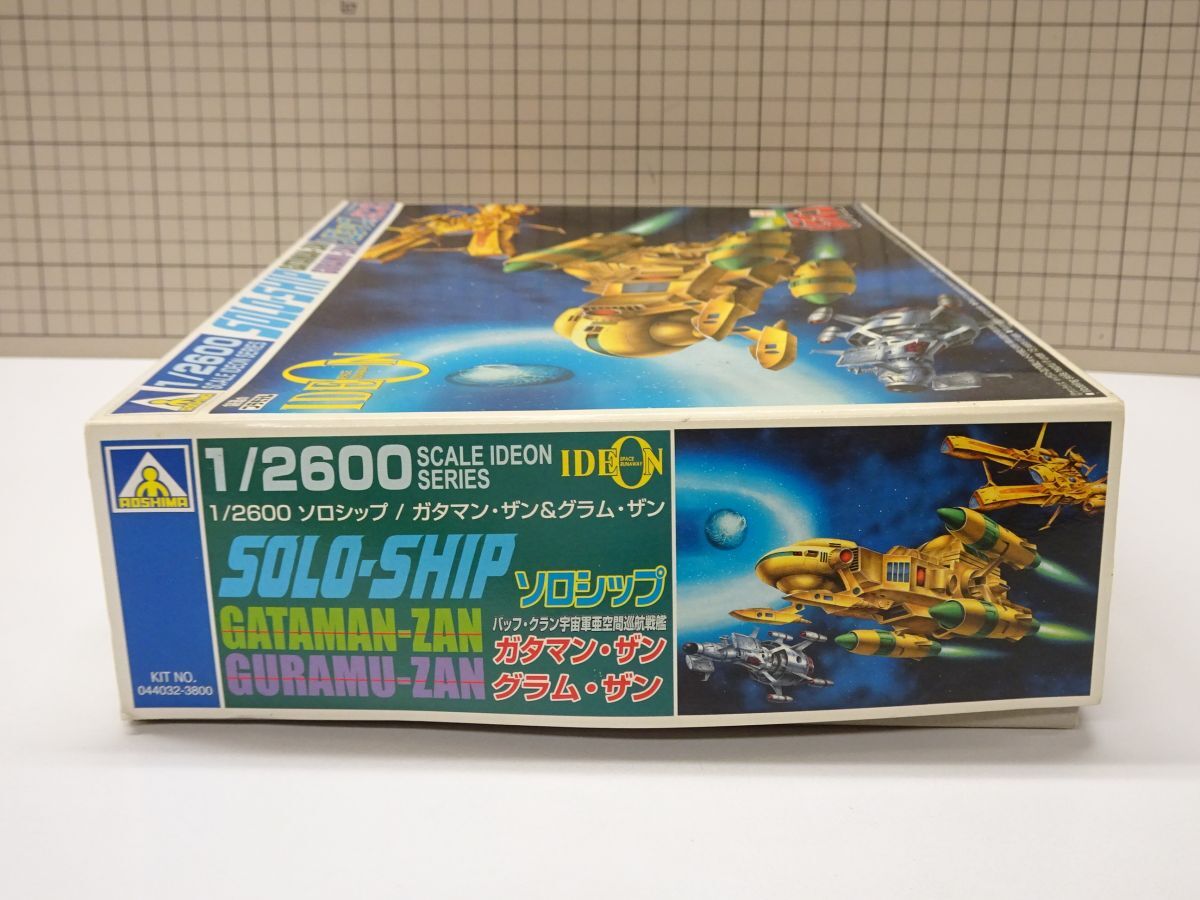 1/2600
SCALE IDEON SERIES
SOLO-SHIP
IDEON
AOSHIMA
1/2600
SCALE IDEON
SERIES
IDEON
SPACE
RUNAWAY
1/2600 ソロシップ / ガタマン・ザン&グラム・ザン
SOLO-SHIP
ソロシップ
GATAMAN-ZAN
バッフ・クラン宇宙軍亜空間巡航戦艦
ガタマン・ザン
GURAMU-ZAN
グラム・ザン
KIT NO.
044032-3800